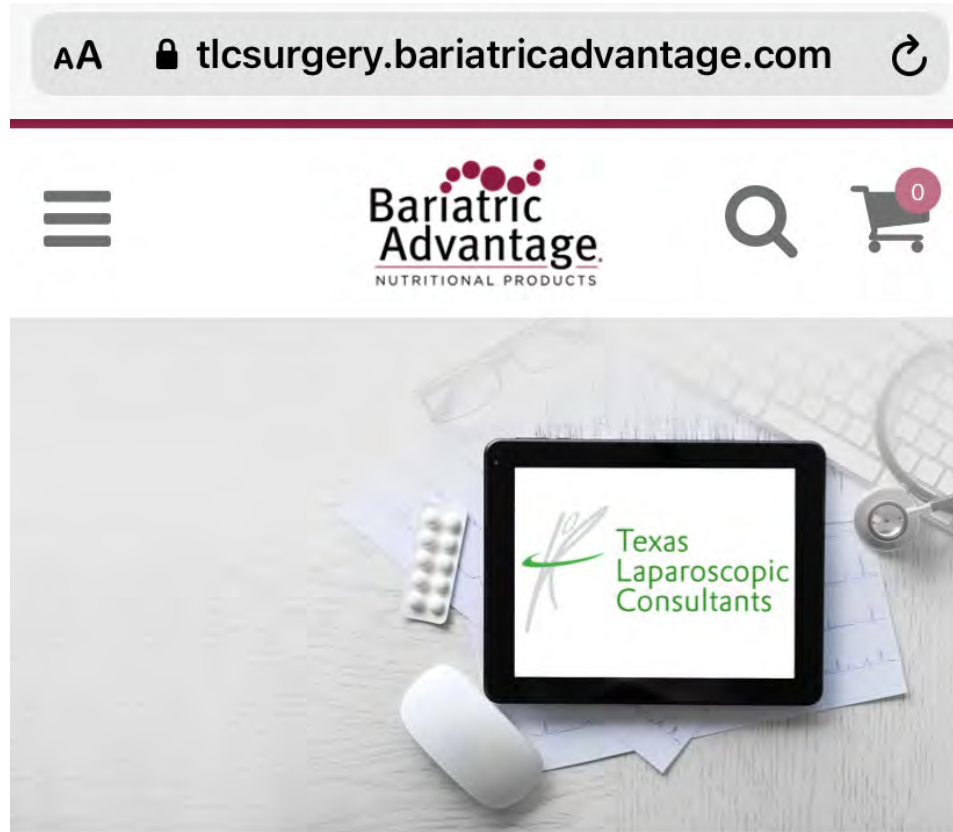 AA tlcsurgery.bariatricadvantage.com
0
Bariatric
Advantage.
NUTRITIONAL PRODUCTS
Texas
Laparoscopic
Consultants